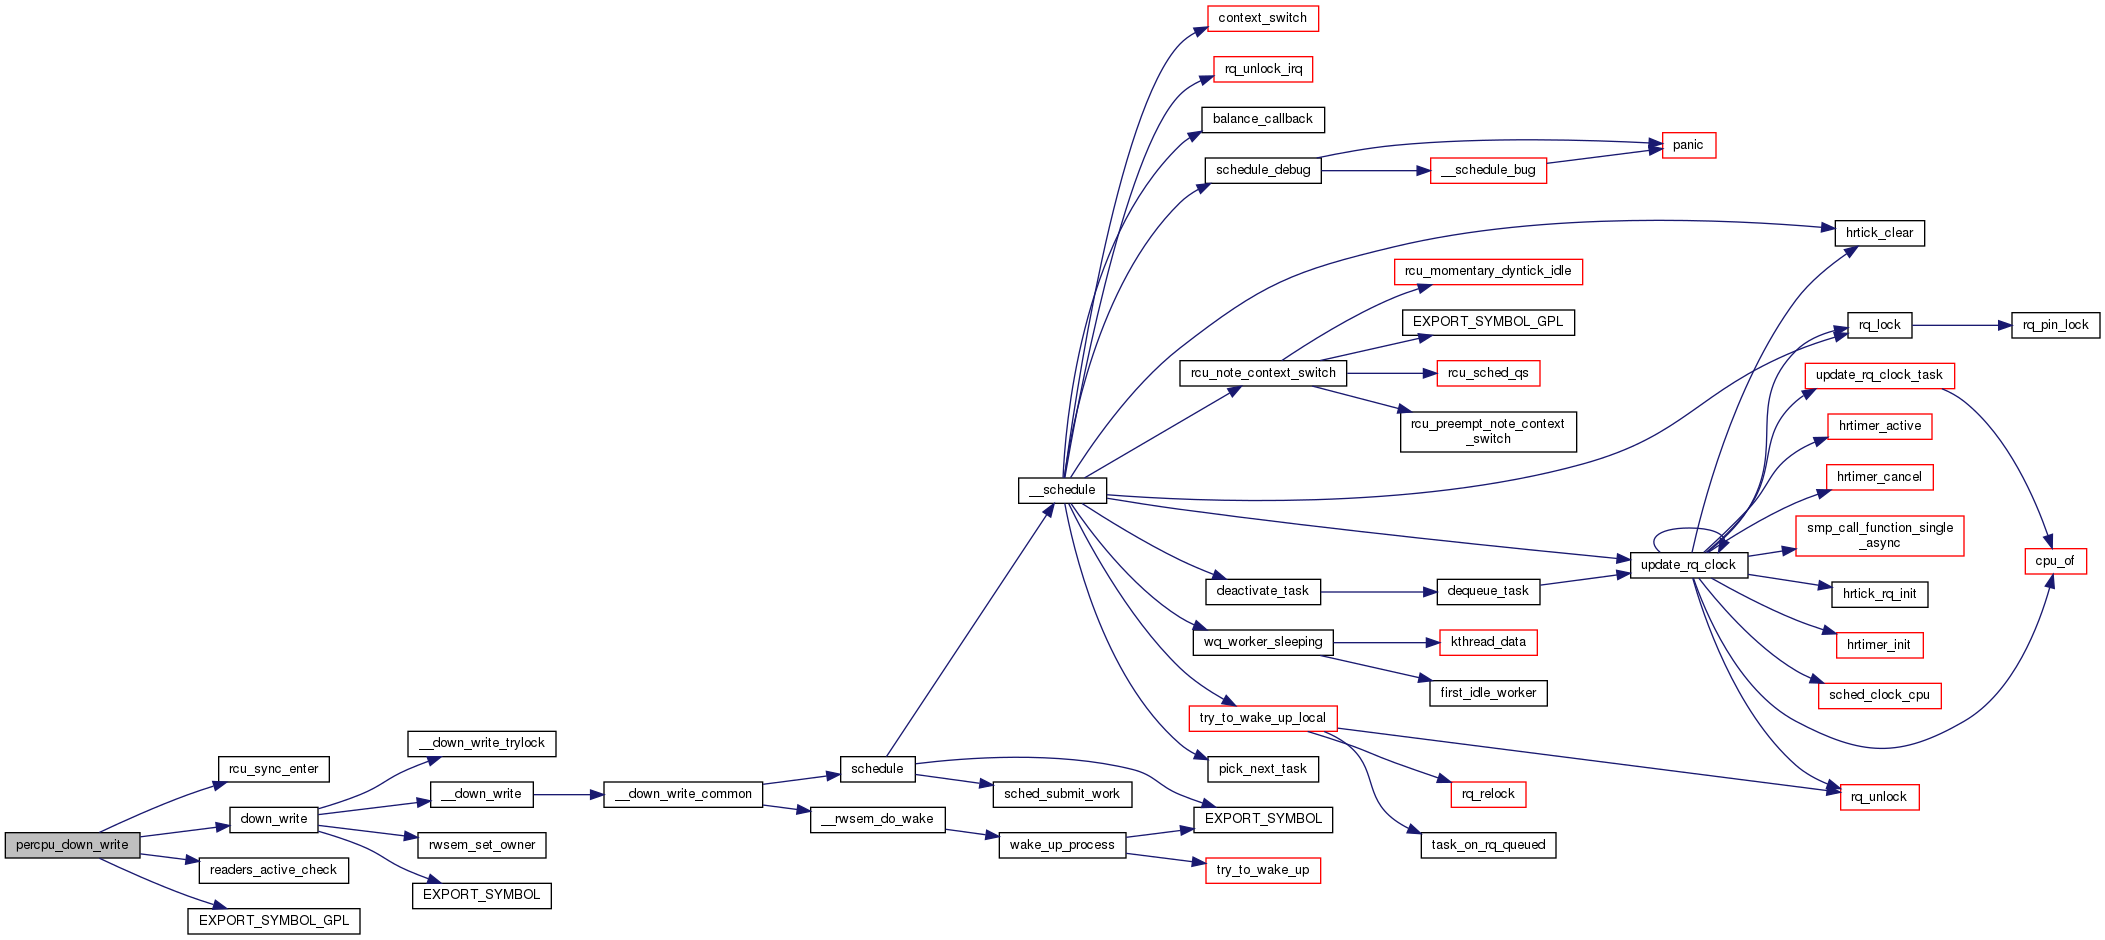 context_switch
rq_unlock_irq
balance_callback
panic
schedule_debug
__schedule_bug
hrtick_clear
rcu_momentary_dyntick_idle
EXPORT_SYMBOL_GPL
rq_lock
rq_pin_lock
rcu_note_context_switch
rcu_sched_qs
update_rq_clock_task
rcu_preempt_note_context
_switch
hrtimer_active
__schedule
hrtimer_cancel
smp_call_function_single
_async
update_rq_clock
cpu_of
deactivate_task
dequeue_task
hrtick_rq_init
wq_worker_sleeping
kthread_data
hrtimer_init
first_idle_worker
sched_clock_cpu
try_to_wake_up_local
__down_write_trylock
rcu_sync_enter
schedule
pick_next_task
__down_write
__down_write_common
sched_submit_work
rq_relock
rq_unlock
down_write
__rwsem_do_wake
EXPORT_SYMBOL
percpu_down_write
rwsem_set_owner
wake_up_process
task_on_rq_queued
readers_active_check
try_to_wake_up
EXPORT_SYMBOL
EXPORT_SYMBOL_GPL